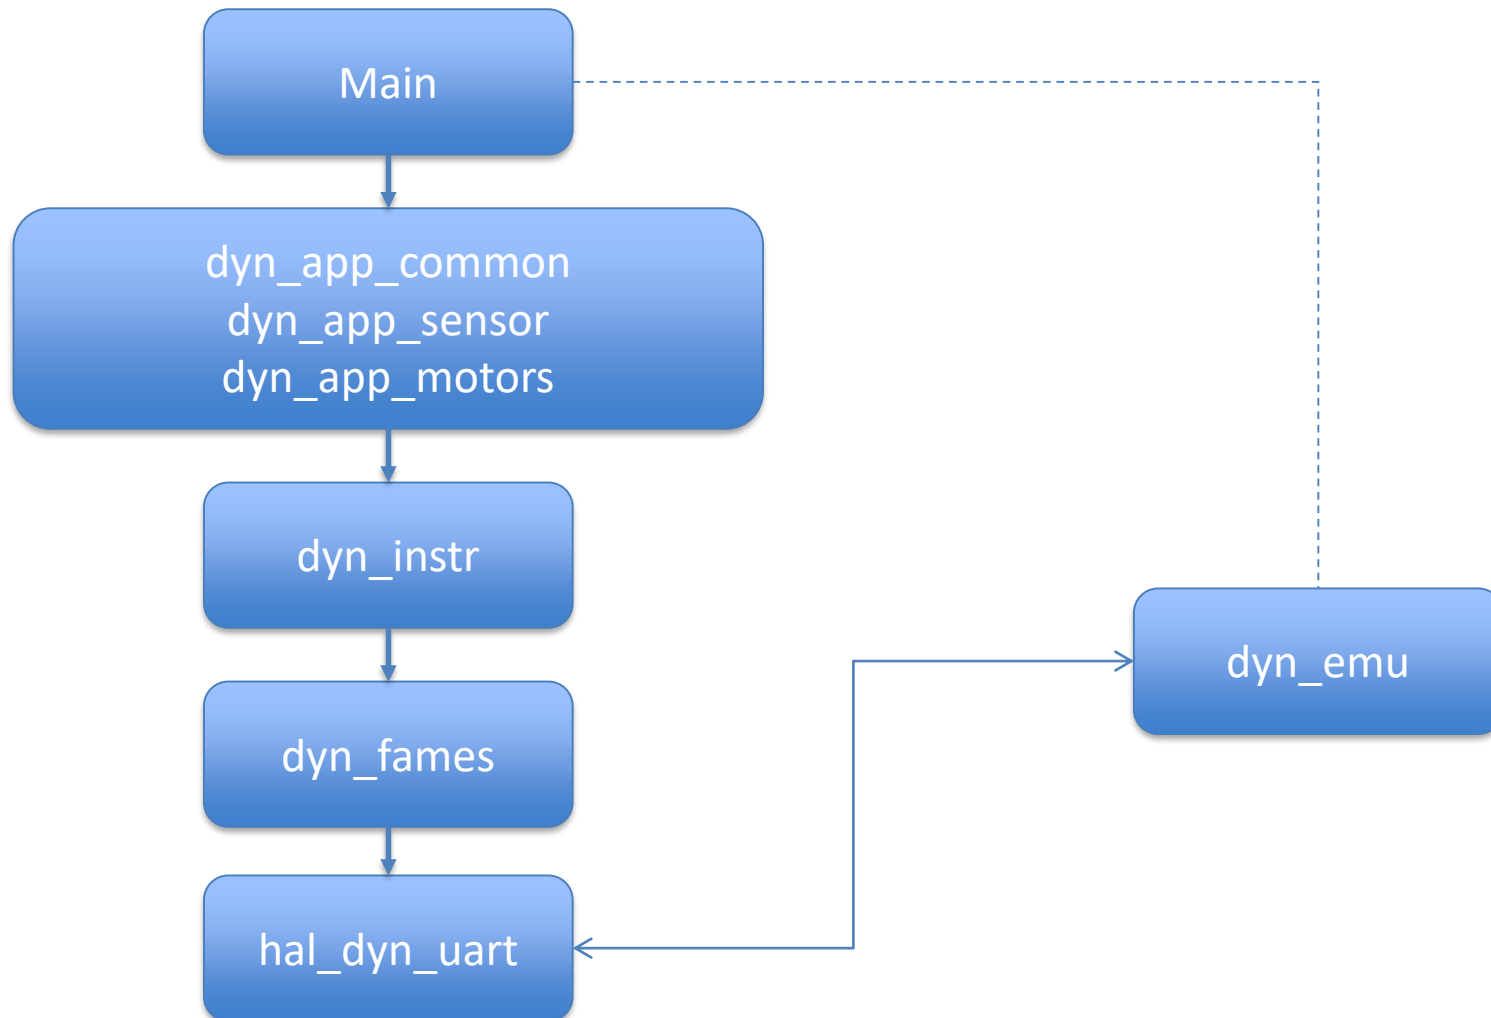 Main
dyn_app_common
dyn_app_sensor
dyn_app_motors
dyn_instr
dyn_emu
dyn_fames
hal_dyn_uart